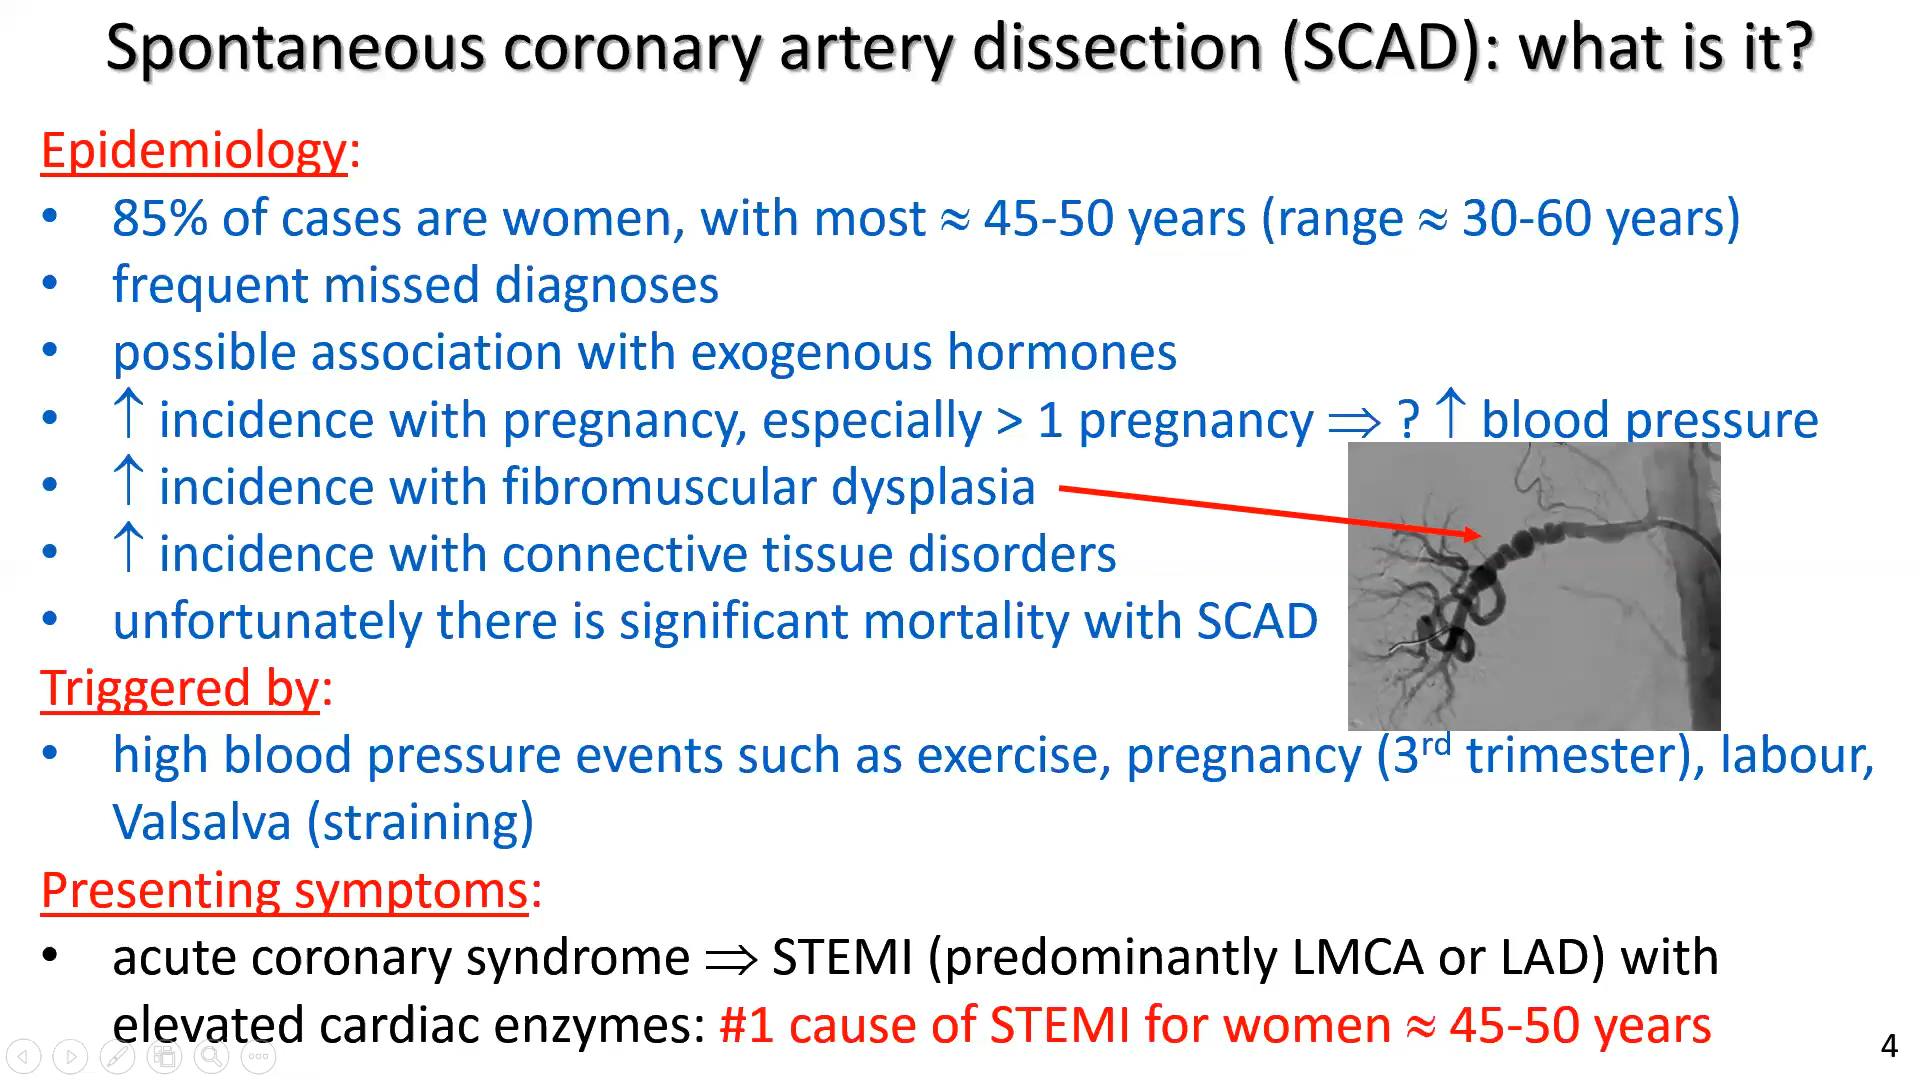 Spontaneous coronary artery dissection (SCAD): what is it?
Epidemiology:
• 85% of cases are women, with most ≈ 45-50 years (range ≈ 30-60 years)
• frequent missed diagnoses
• possible association with exogenous hormones
• ↑ incidence with pregnancy, especially > 1 pregnancy ⇒ ? ↑ blood pressure
• ↑ incidence with fibromuscular dysplasia
• ↑ incidence with connective tissue disorders
• unfortunately there is significant mortality with SCAD
Triggered by:
• high blood pressure events such as exercise, pregnancy (3rd trimester), labour,
Valsalva (straining)
Presenting symptoms:
• acute coronary syndrome ⇒ STEMI (predominantly LMCA or LAD) with
elevated cardiac enzymes: #1 cause of STEMI for women ≈ 45-50 years
4